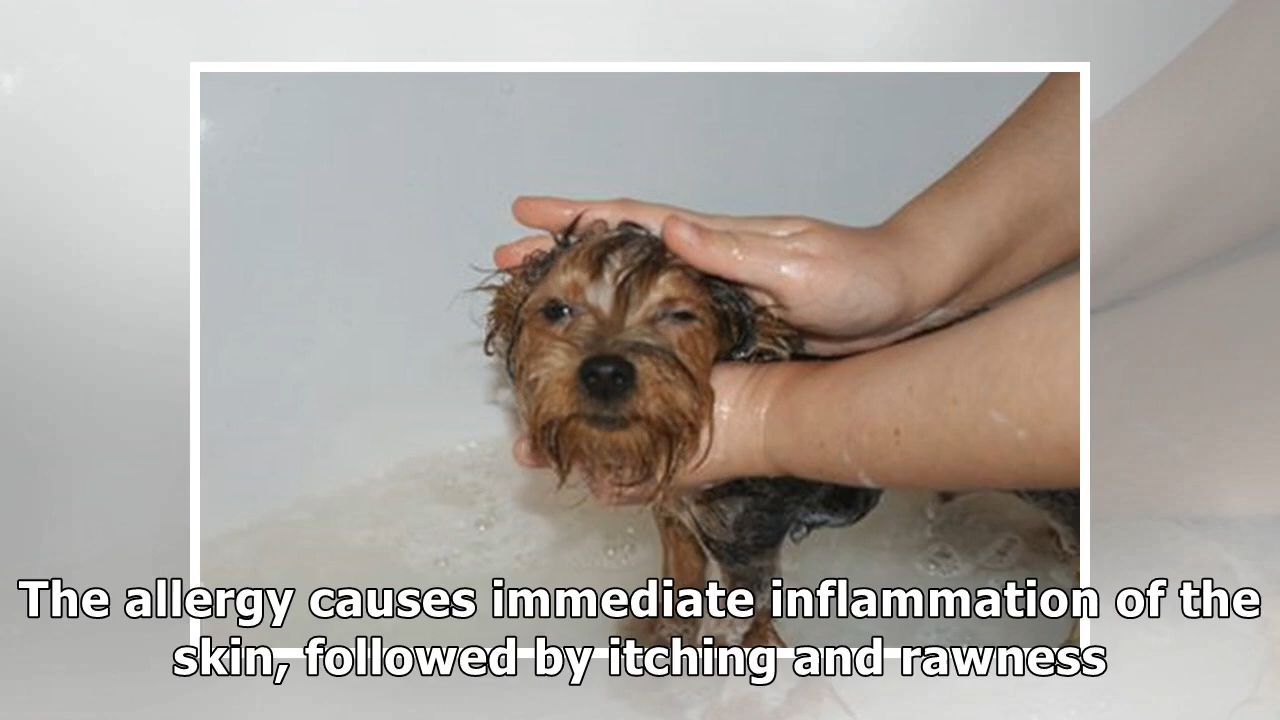 The allergy causes immediate inflammation of the
skin, followed by itching and rawness